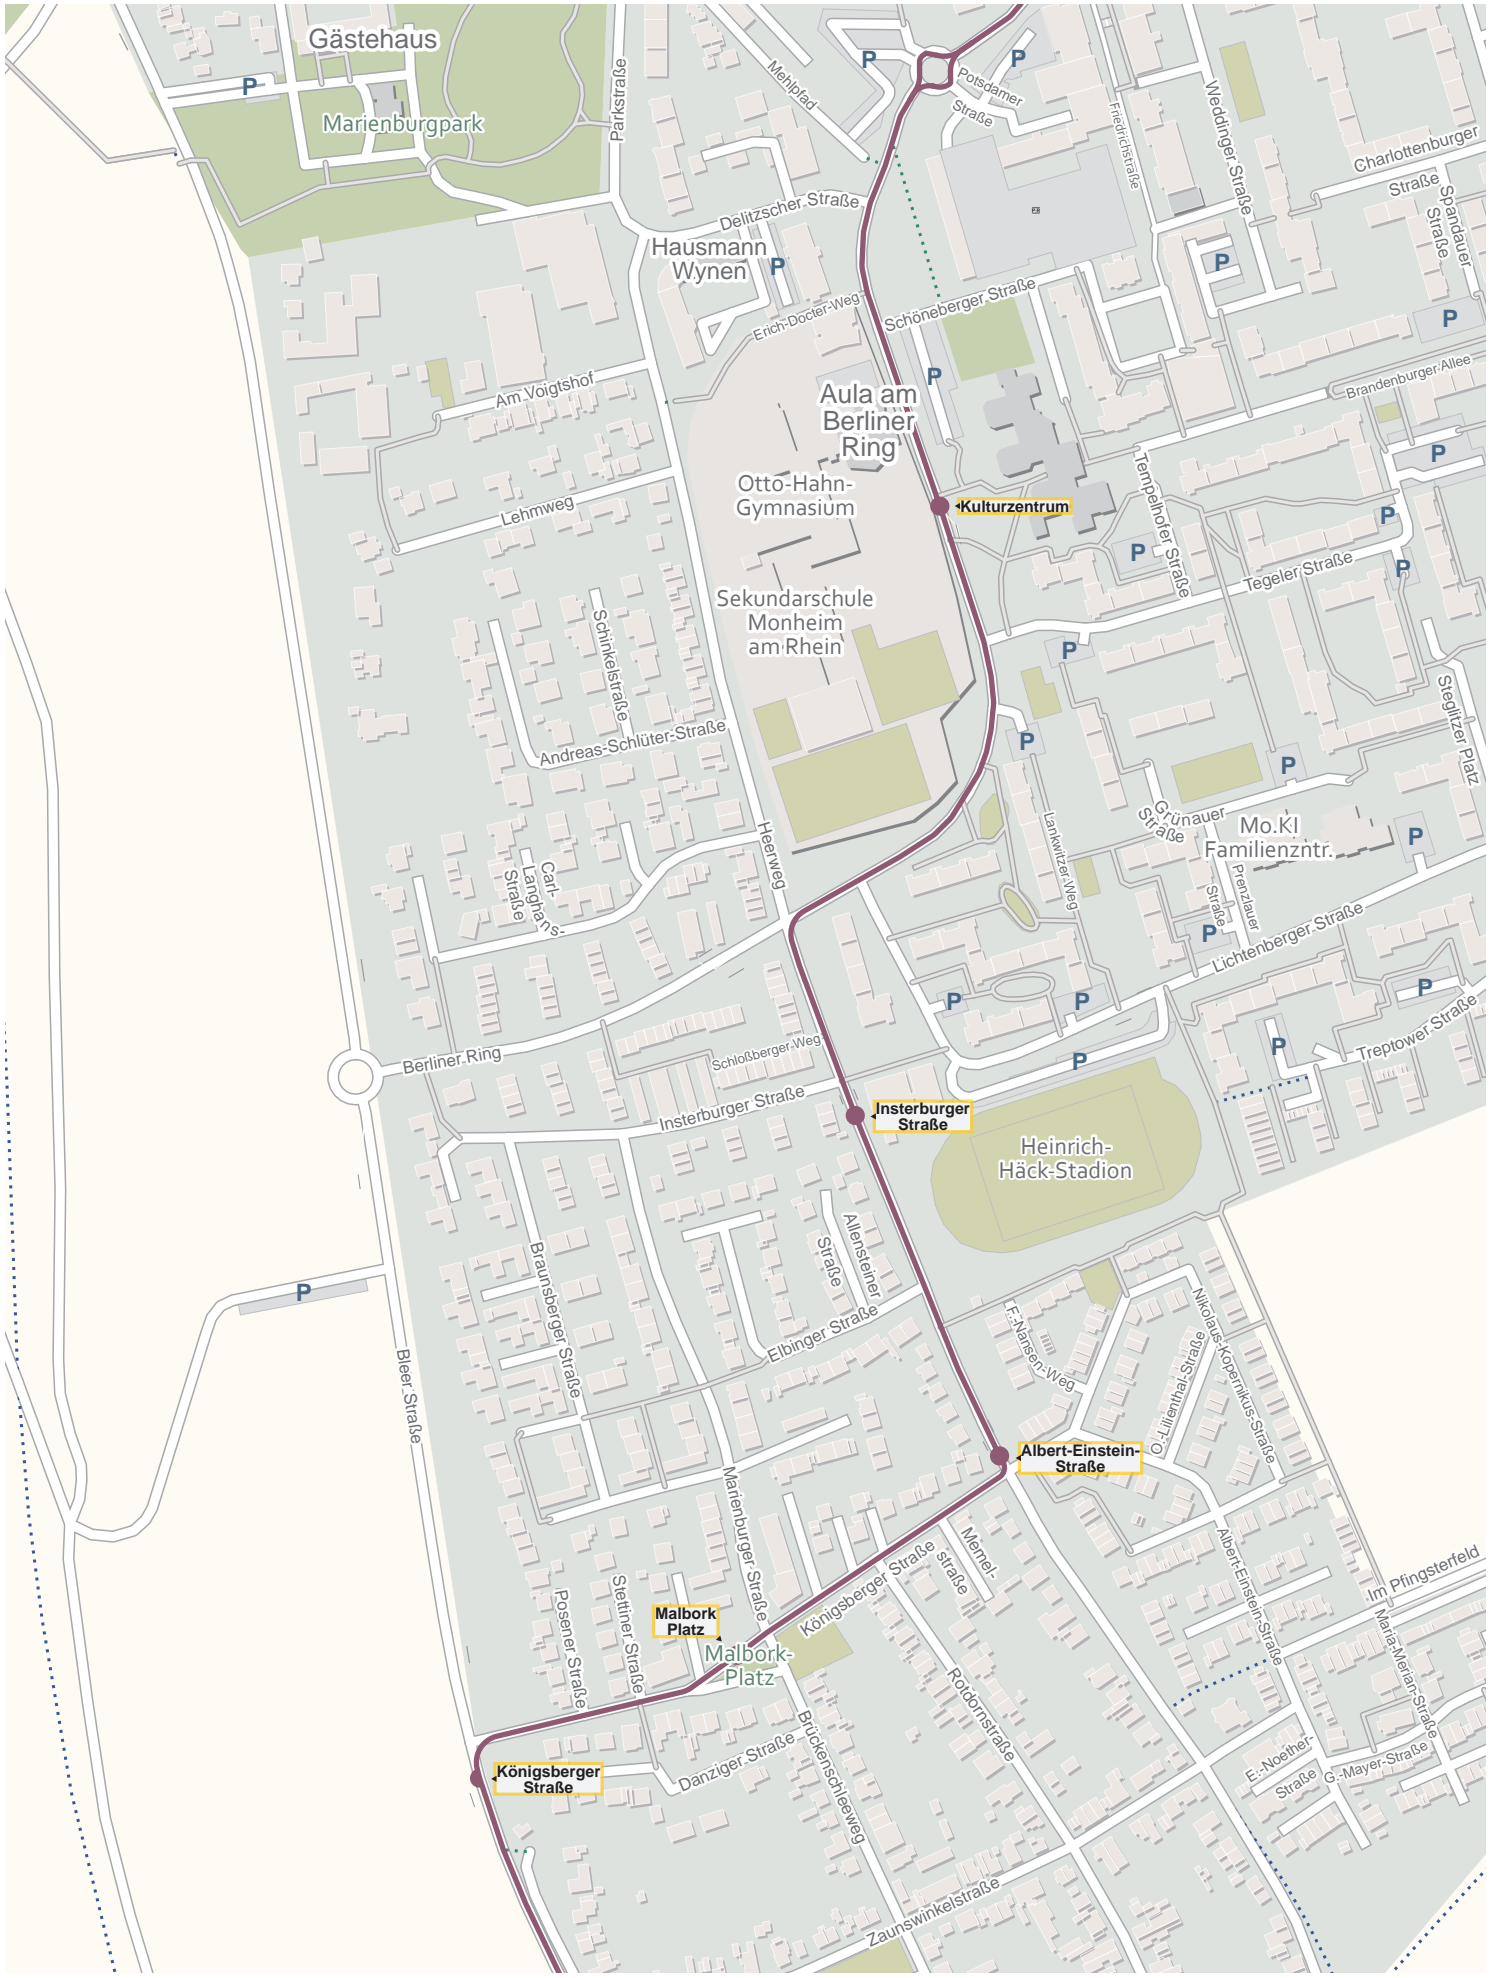 Gästehaus
P
Marienburgpark
Parkstraße
Mehlpfad
P
P
Potsdamer
Straße
Friedrichstraße
Weddinger Straße
Charlottenburger
Straße
Spandauer
Straße
Delitzscher Straße
Hausmann
Wynen
P
P
Erich-Docter-Weg
Schöneberger Straße
P
Am Voigtshof
P
Brandenburger Allee
Aula am
Berliner
Ring
P
Lehmweg
Otto-Hahn-
Gymnasium
Kulturzentrum
Tempelhofer Straße
P
P
Tegeler Straße
P
Schinkelstraße
Sekundarschule
Monheim
am Rhein
P
Steglitzer Platz
Andreas-Schlüter-Straße
P
P
Heerweg
Lankwitzer-Weg
Grünauer
Straße
Mo.KI
Familienzntr.
P
Carl-
Langhans-
Straße
Prenzlauer
Straße
P
Lichtenberger Straße
P
P
P
Berliner Ring
Schloßberger-Weg
P
P
Treptower Straße
Insterburger Straße
Insterburger
Straße
Heinrich-
Häck-Stadion
Braunsberger Straße
Allensteiner
Straße
Elbinger Straße
P
F.-Nansen-Weg
Nikolaus-Kopernikus-Straße
O.-Lilienthal-Straße
Bleer Straße
Albert-Einstein-
Straße
Marienburger Straße
Memel-
straße
Königsberger Straße
Albert-Einstein-Straße
Im Pfingsterfeld
Maria-Merian-Straße
Posener Straße
Stettiner Straße
Malbork
Platz
Malbork-
Platz
Rotdornstraße
Brückenschleeweg
Danziger Straße
Königsberger
Straße
E.-Noether-
Straße
G.-Mayer-Straße
Zaunswinkelstraße